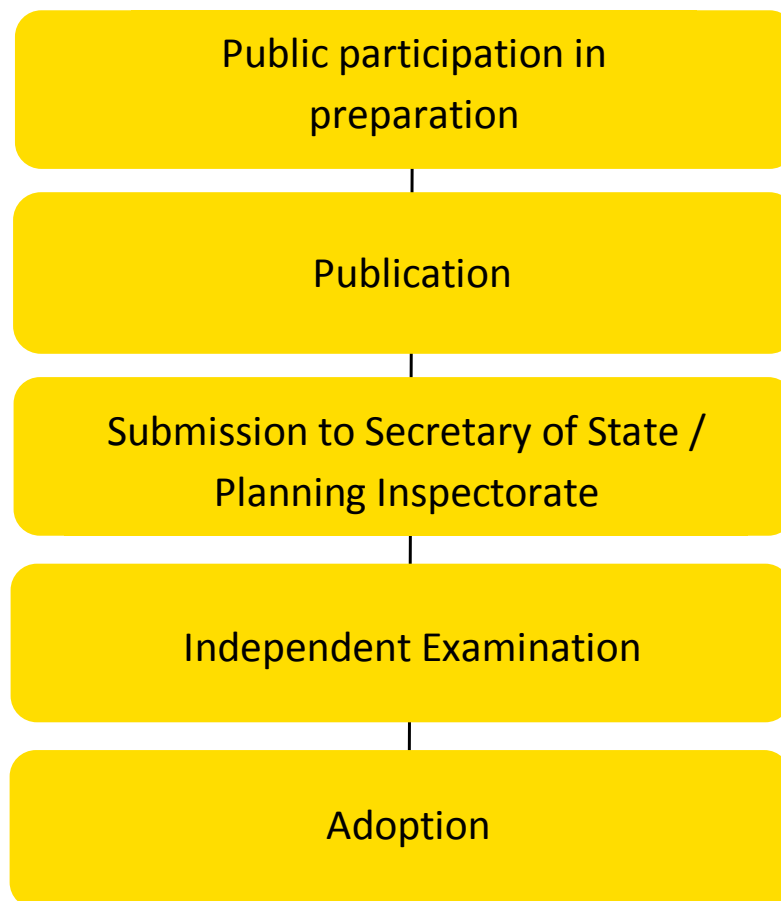 Public participation in
preparation
Publication
Submission to Secretary of State /
Planning Inspectorate
Independent Examination
Adoption